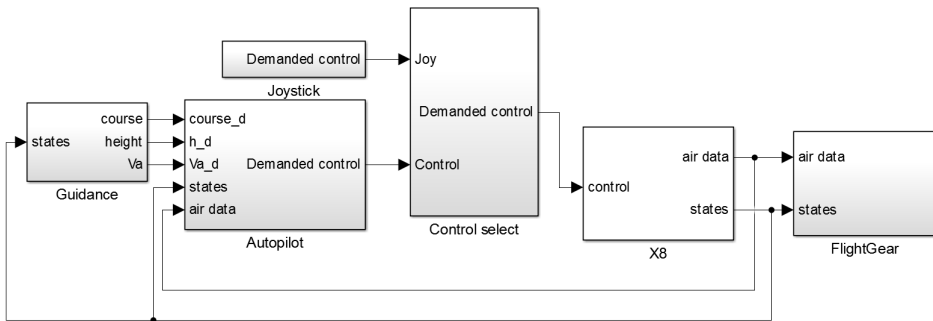 Demanded control
Joystick
states
course
height
Va
Guidance
course_d
h_d
Va_d
states
air data
Demanded control
Autopilot
Joy
Demanded control
Control
Control select
control
air data
states
X8
air data
states
FlightGear